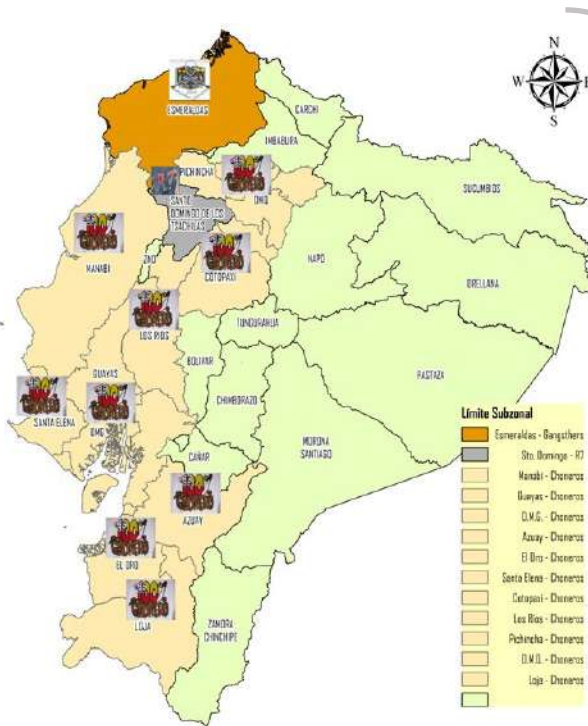 N
W
S
ESMERALDAS
CARCHI
IMBABURA
PICHINCHA
DMQ
SUCUMBIOS
SANTO
DOMINGO DE LOS
TSACHILAS
MANABI
ZND
COTOPAXI
NAPO
ORELLANA
LOS RIOS
TUNGURAHUA
BOLIVAR
PASTAZA
GUAYAS
CHIMBORAZO
SANTA ELENA
DMG
MORONA
SANTIAGO
CAÑAR
AZUAY
EL ORO
LOJA
ZAMORA
CHINCHIPE
Límite Subzonal
Esmeraldas - Gangsthers
Sto. Domingo - R7
Manabi - Choneros
Guayas - Choneros
D.M.G. - Choneros
Azuay - Choneros
El Oro - Choneros
Santa Elena - Choneros
Cotopaxi - Choneros
Los Rios - Choneros
Pichincha - Choneros
D.M.Q. - Choneros
Loja - Choneros